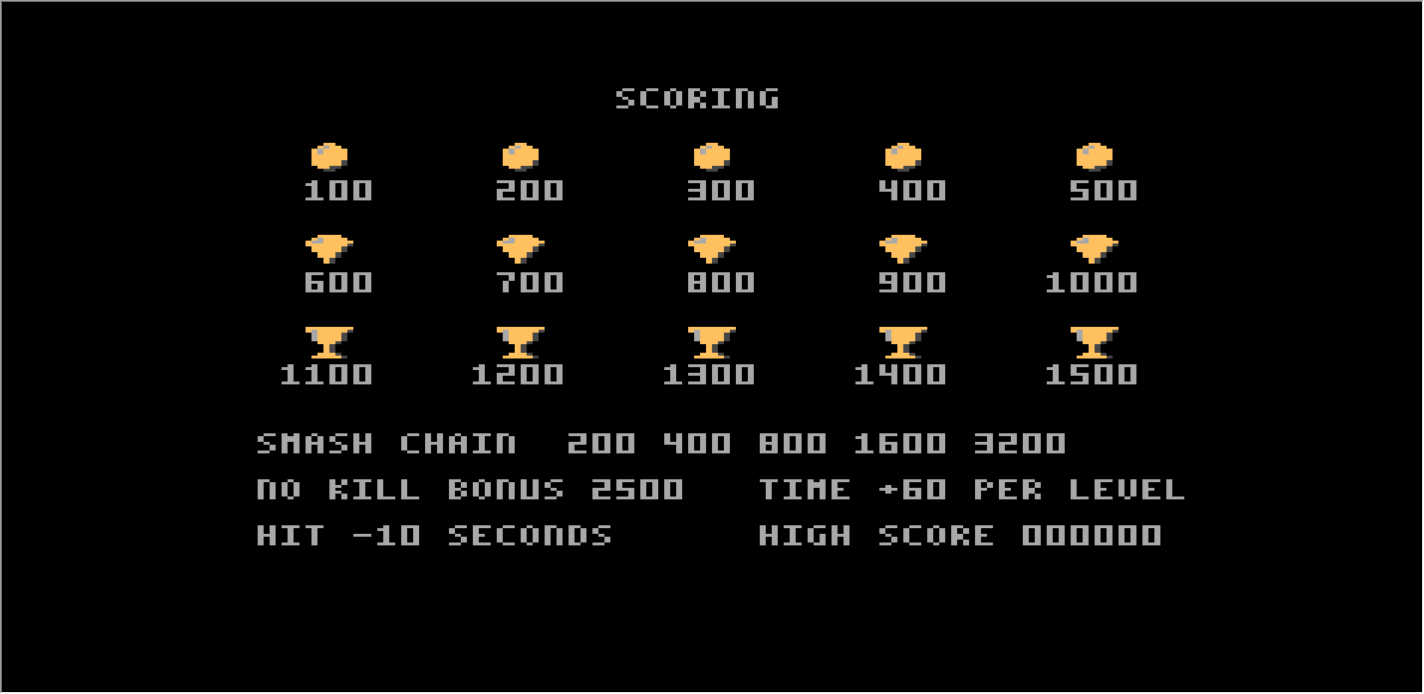 SCORING
100 200 300 400 500
600 700 800 900 1000
1100 1200 1300 1400 1500
SMASH CHAIN 200 400 800 1600 3200
NO KILL BONUS 2500 TIME +60 PER LEVEL
HIT -10 SECONDS HIGH SCORE 000000